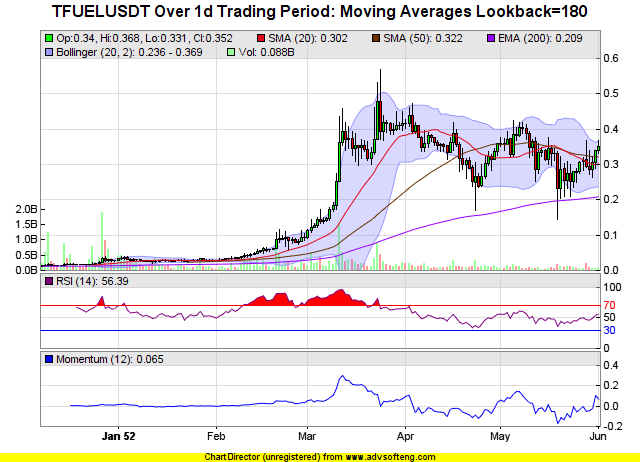 TFUELUSDT Over 1d Trading Period: Moving Averages Lookback=180
Op:0.34, Hi:0.368, Lo:0.331, Cl:0.352 SMA (20): 0.302 SMA (50): 0.322 EMA (200): 0.209
Bollinger (20, 2): 0.236 - 0.369 Vol: 0.088B
0.6
0.5
0.4
0.3
0.2
0.1
0.0
2.0B
1.5B
1.0B
0.5B
0.0B
RSI (14): 56.39
100
70
50
30
0
Momentum (12): 0.065
0.4
0.2
0.0
-0.2
Jan 52 Feb Mar Apr May Jun
ChartDirector (unregistered) from www.advsofteng.com